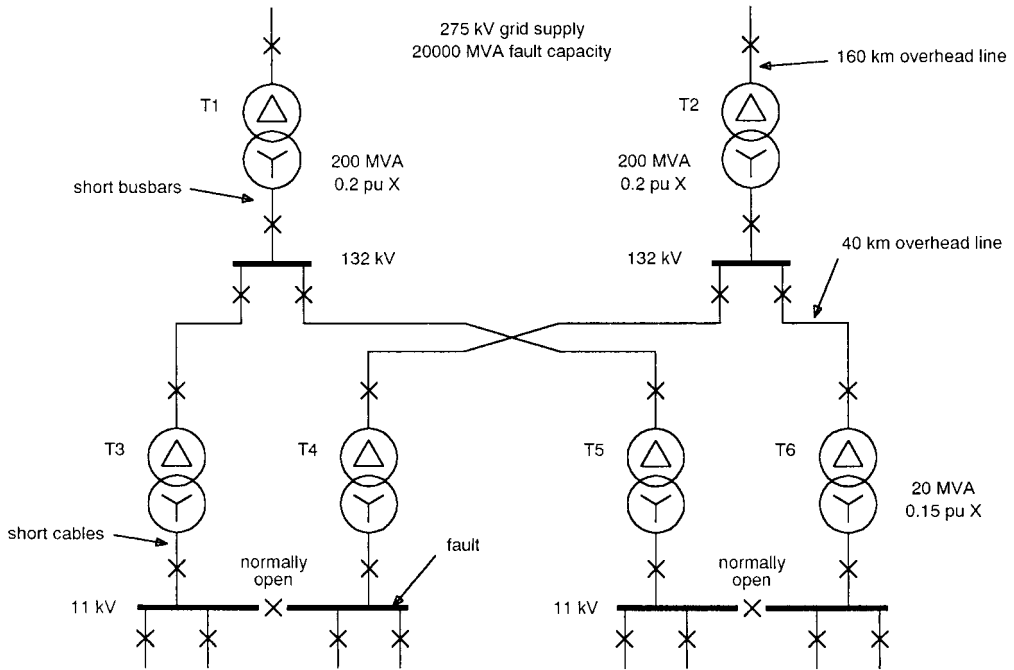 275 kV grid supply
20000 MVA fault capacity
160 km overhead line
T1
T2
200 MVA
0.2 pu X
200 MVA
0.2 pu X
short busbars
40 km overhead line
132 kV
132 kV
T3
T4
T5
T6
20 MVA
0.15 pu X
short cables
fault
normally
open
normally
open
11 kV
11 kV